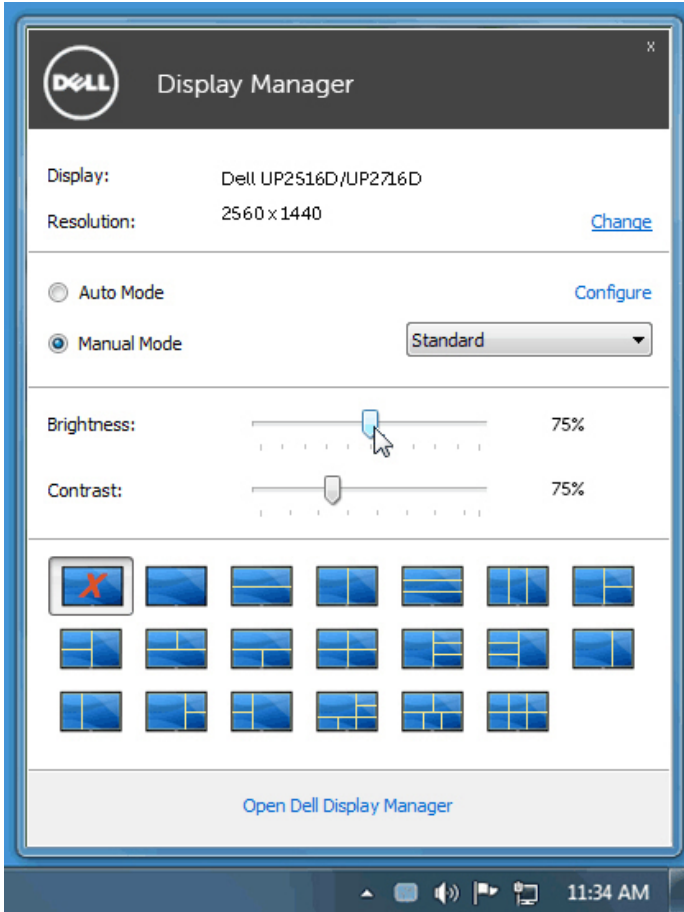 DELL
Display Manager
x
Display: Dell UP2516D/UP2716D
Resolution: 2560 x 1440 Change
Auto Mode Configure
Manual Mode Standard
Brightness: 75%
Contrast: 75%
Open Dell Display Manager
11:34 AM